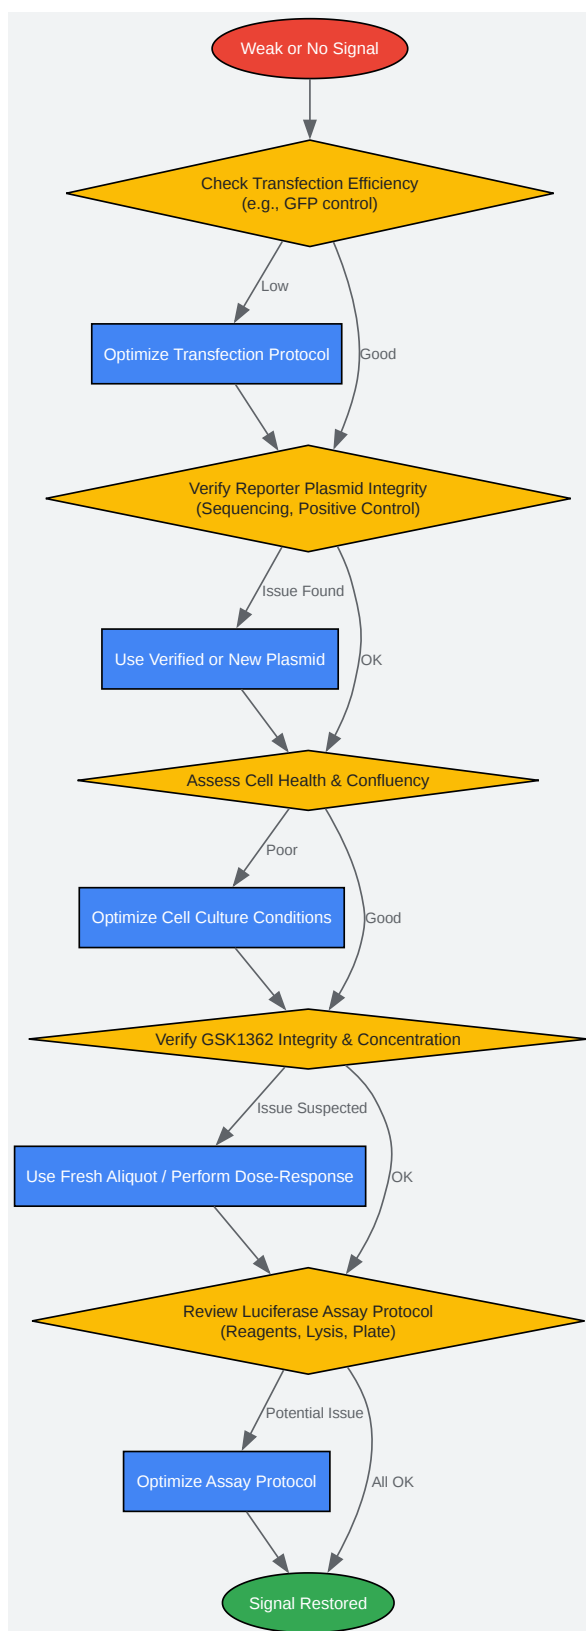 Weak or No Signal
Check Transfection Efficiency
(e.g., GFP control)
Low
Optimize Transfection Protocol
Good
Verify Reporter Plasmid Integrity
(Sequencing, Positive Control)
Issue Found
Use Verified or New Plasmid
OK
Assess Cell Health & Confluency
Poor
Optimize Cell Culture Conditions
Good
Verify GSK1362 Integrity & Concentration
Issue Suspected
Use Fresh Aliquot / Perform Dose-Response
OK
Review Luciferase Assay Protocol
(Reagents, Lysis, Plate)
Potential Issue
Optimize Assay Protocol
All OK
Signal Restored